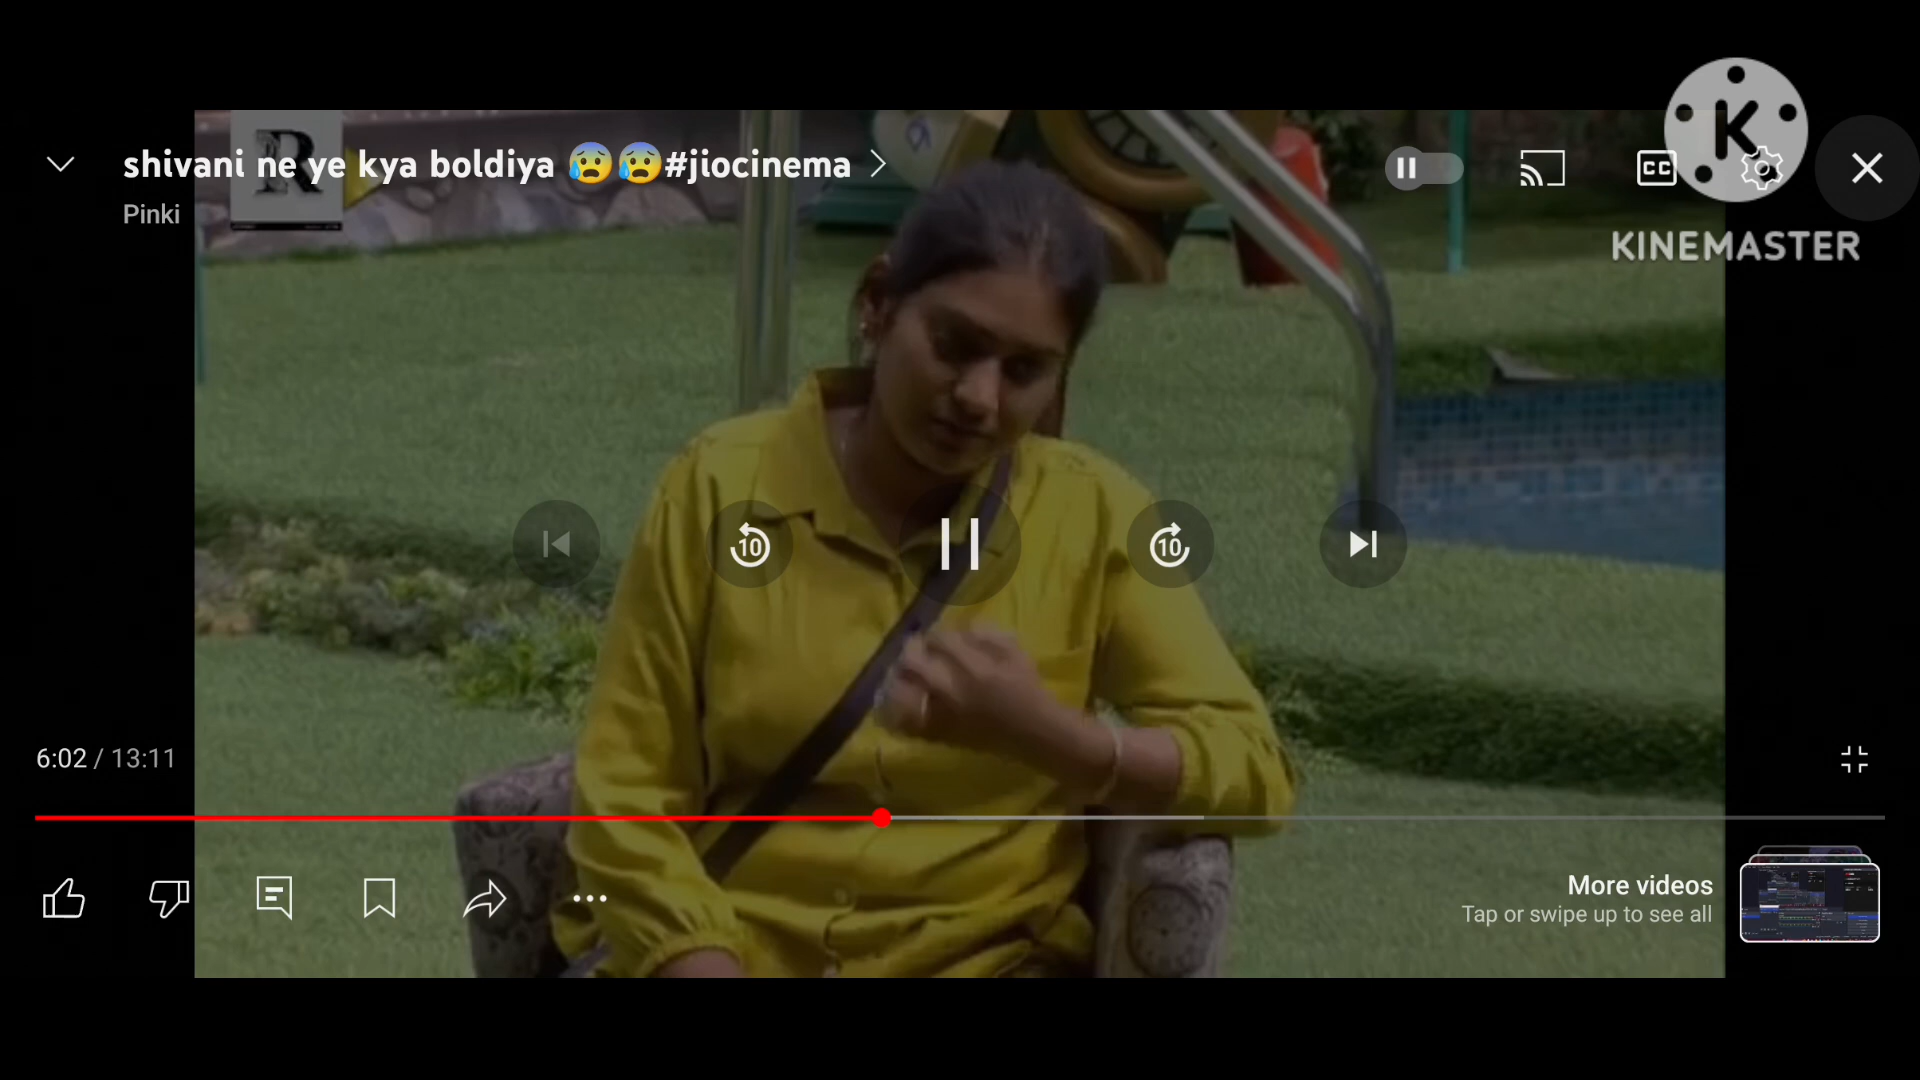 shivani ne ye kya boldiya 😰😰#jiocinema
Pinki
R
CC
K
KINEMASTER
10
10
6:02 / 13:11
More videos
Tap or swipe up to see all